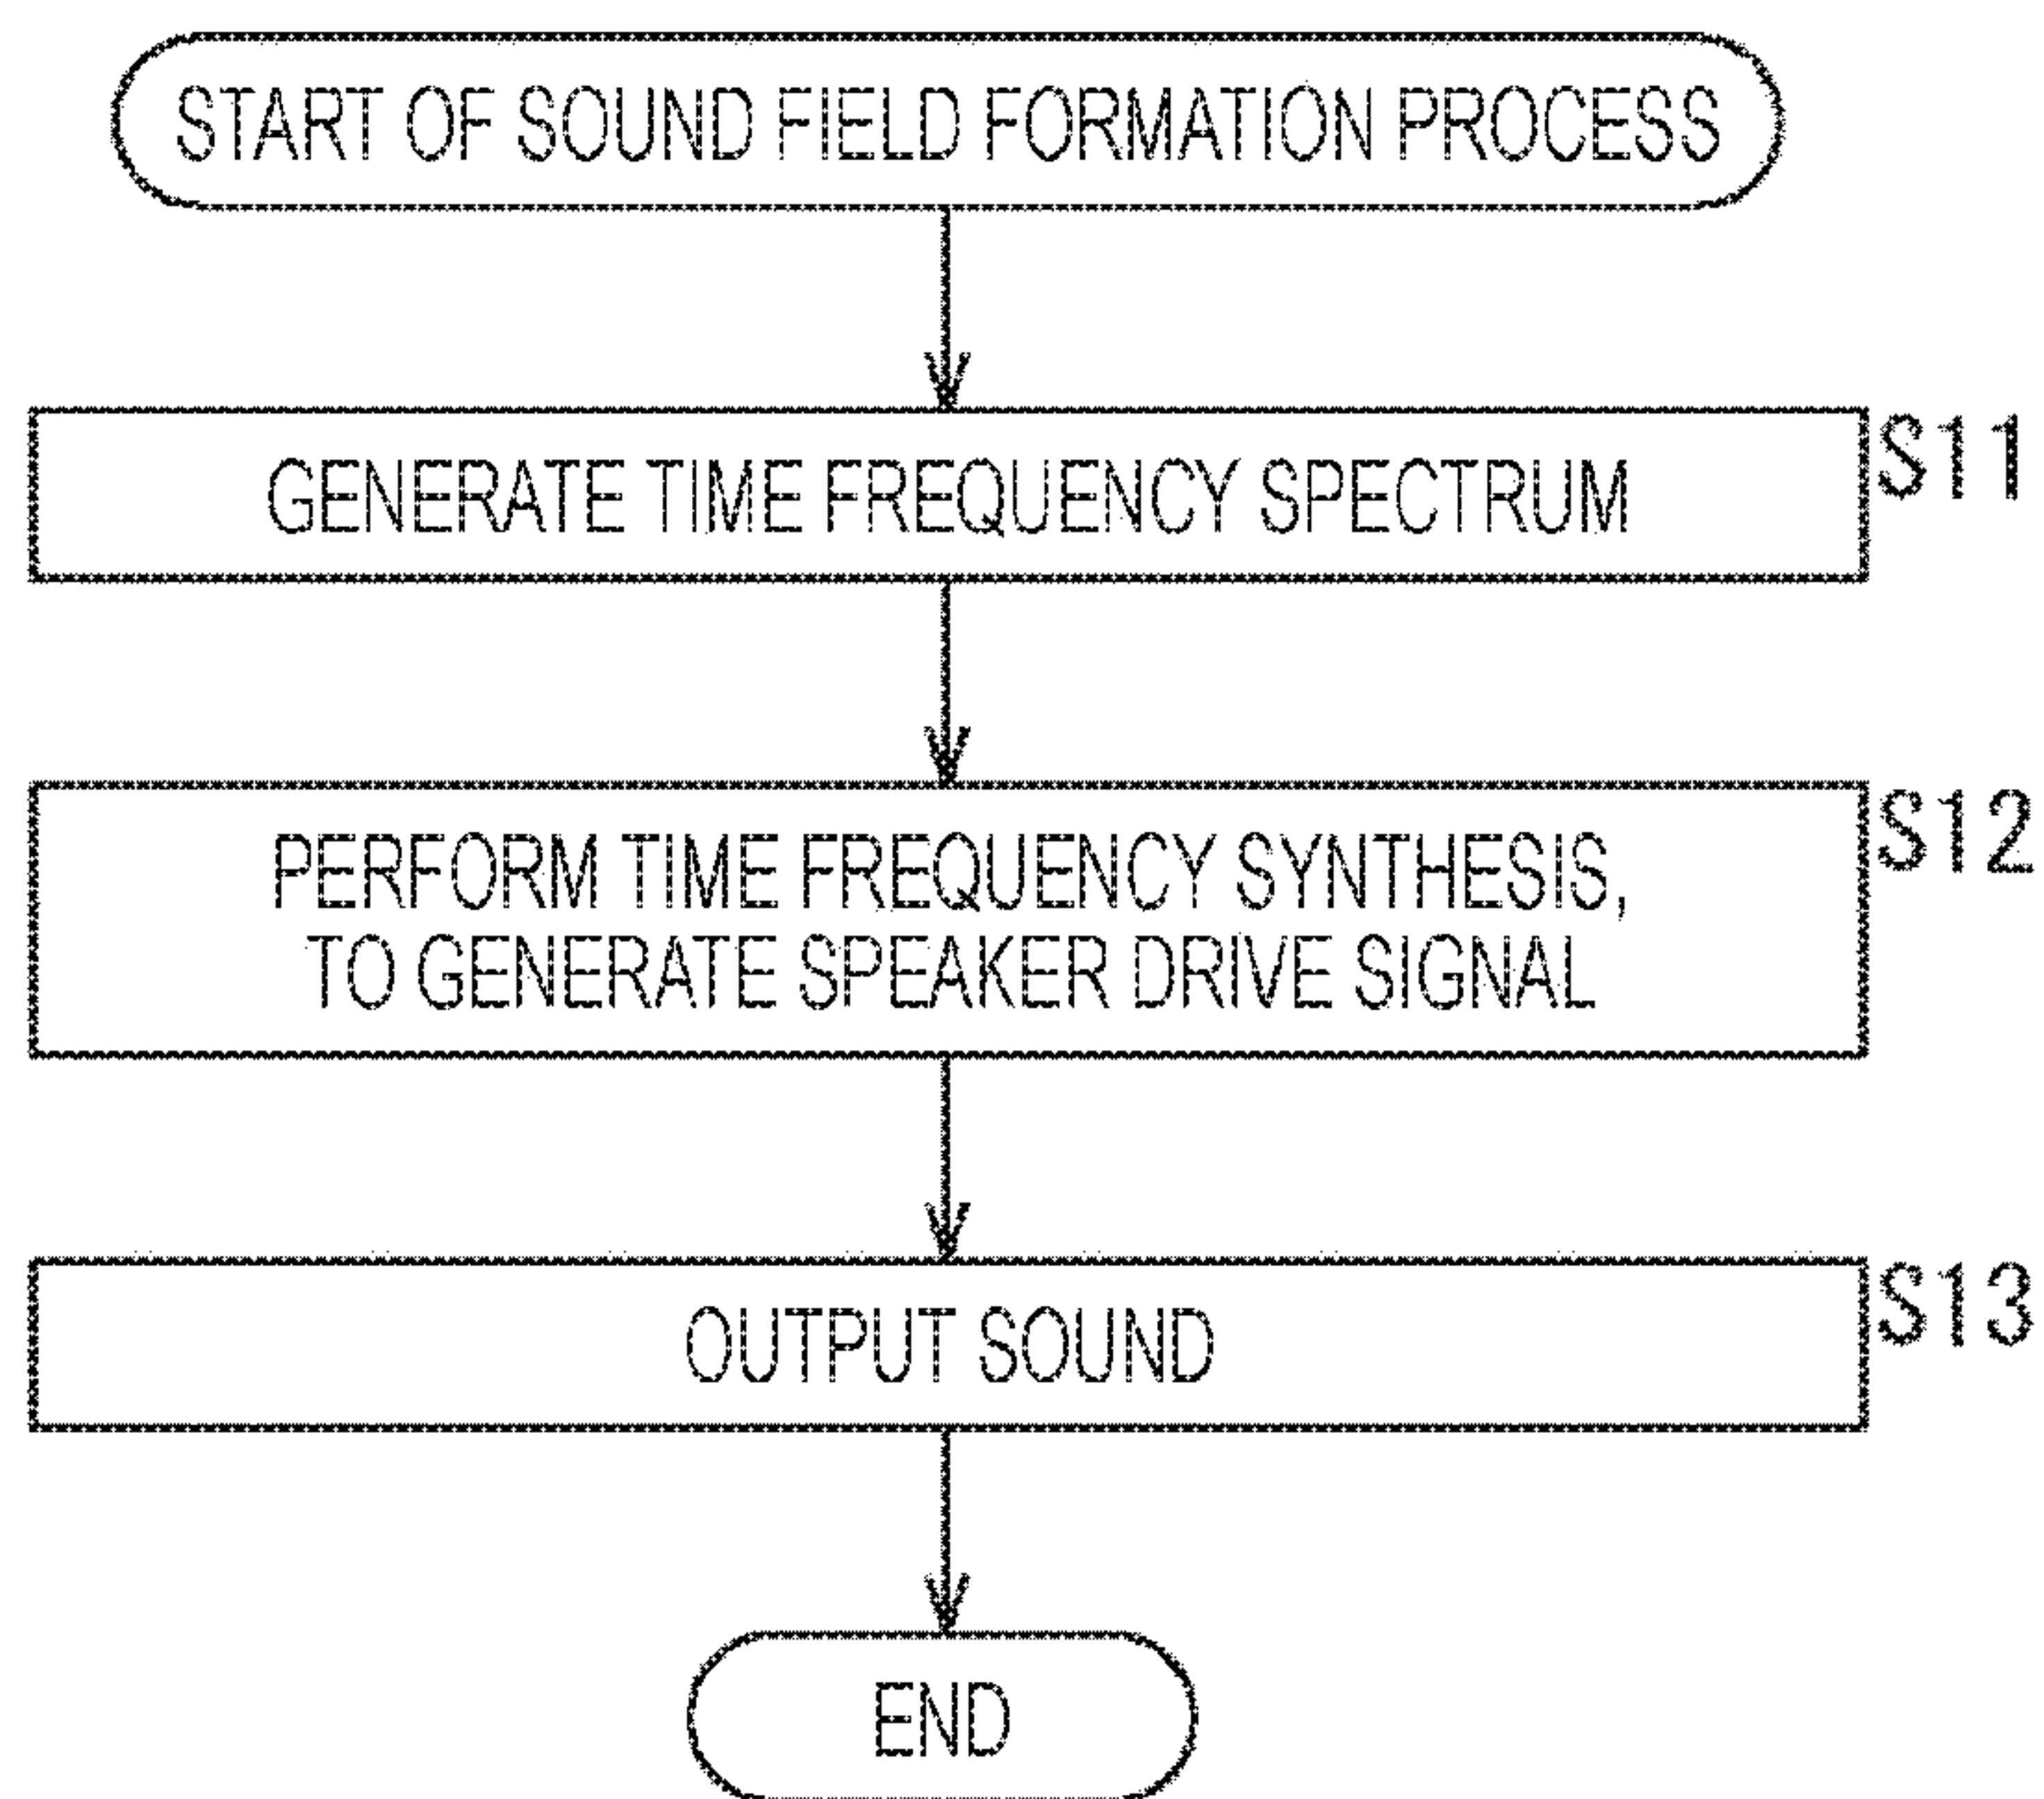 START OF SOUND FIELD FORMATION PROCESS
GENERATE TIME FREQUENCY SPECTRUM
S11
PERFORM TIME FREQUENCY SYNTHESIS,
TO GENERATE SPEAKER DRIVE SIGNAL
S12
OUTPUT SOUND
S13
END